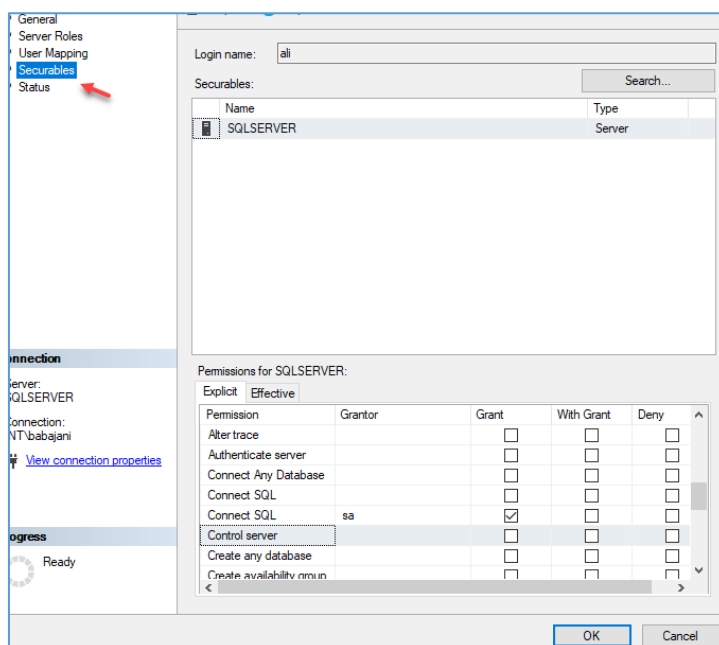 General
Server Roles
User Mapping
Securables
Status
Login name: ali
Securables:
Search...
Name Type
SQLSERVER Server
onnection
Server:
SQLSERVER
Connection:
NT\babajani
View connection properties
ogress
Ready
Permissions for SQLSERVER:
Explicit Effective
Permission Grantor Grant With Grant Deny
Alter trace
Authenticate server
Connect Any Database
Connect SQL
Connect SQL sa
Control server
Create any database
Create availability group
OK Cancel